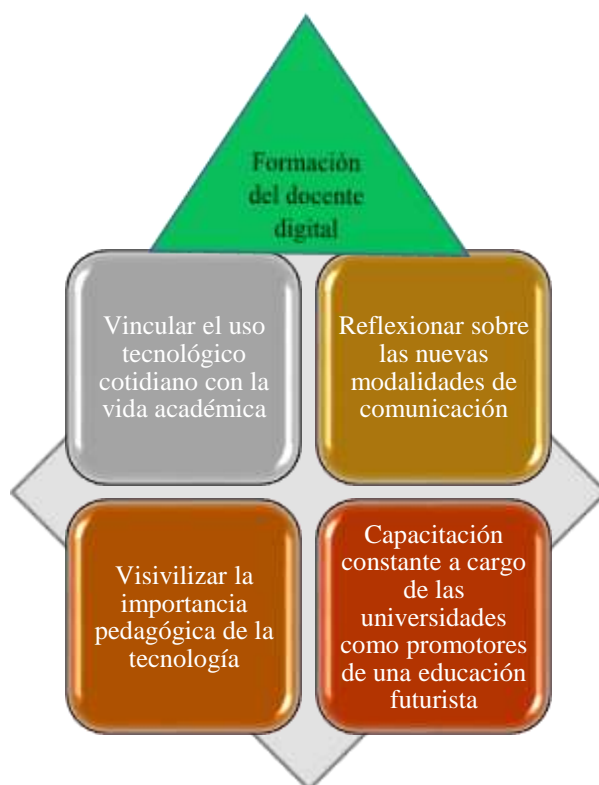 Formación
del docente
digital
Vincular el uso
tecnológico
cotidiano con la
vida académica
Reflexionar sobre
las nuevas
modalidades de
comunicación
Visivilizar la
importancia
pedagógica de la
tecnología
Capacitación
constante a cargo
de las
universidades
como promotores
de una educación
futurista